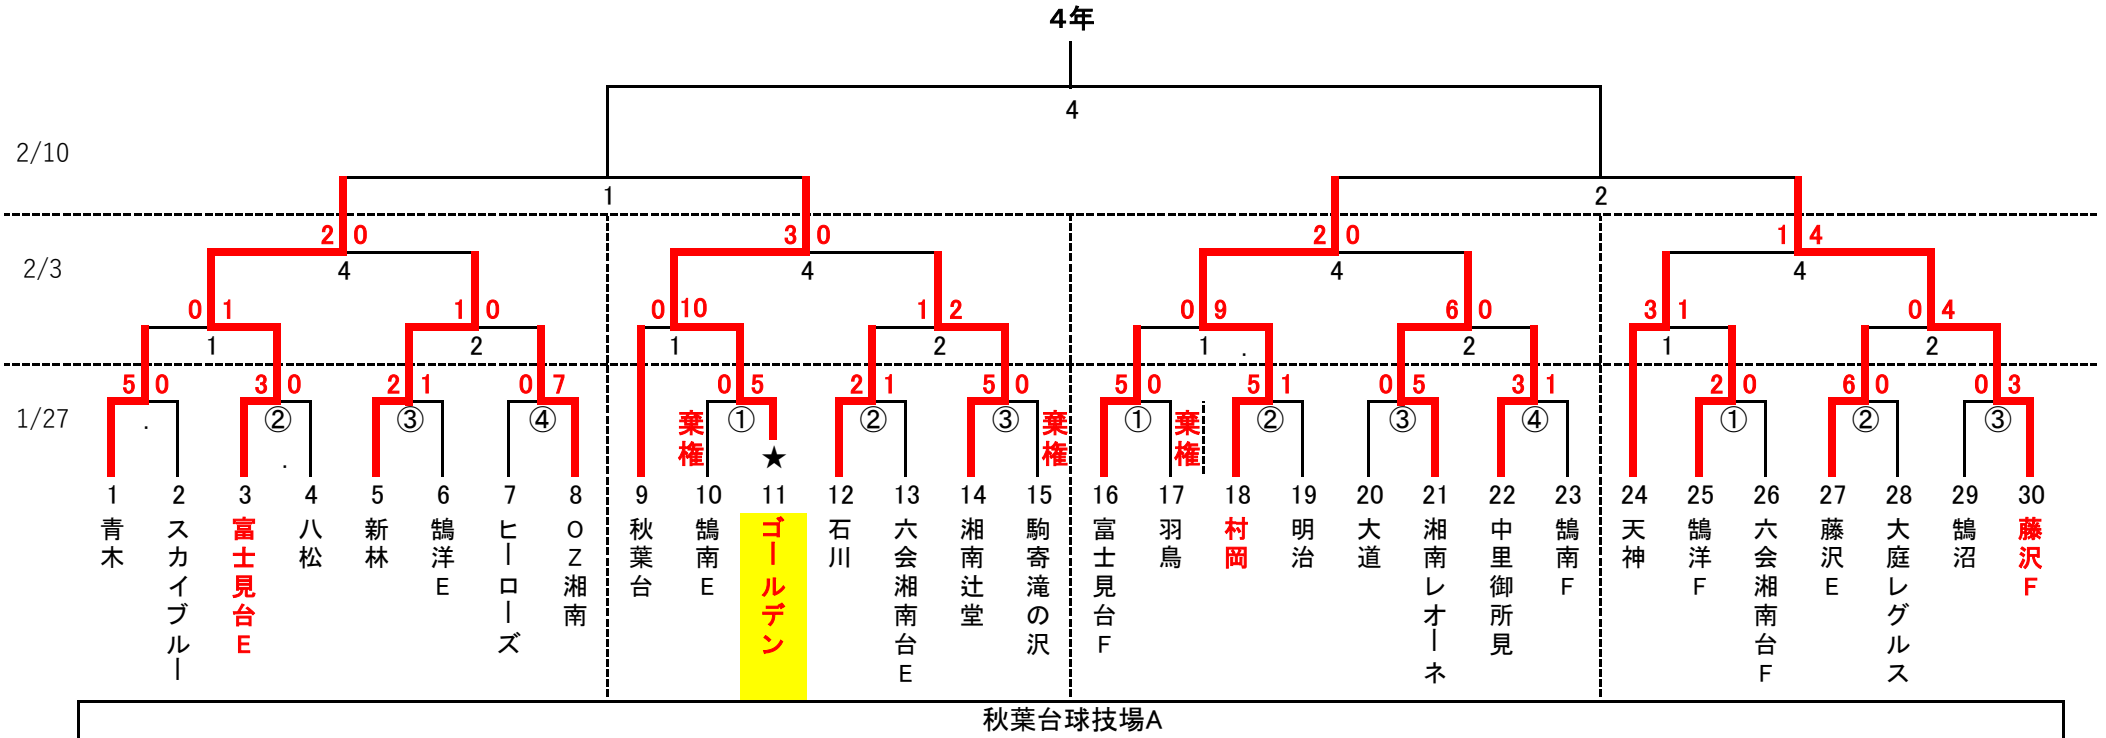 4年
4
2/10
1 2
2 0 3 0 2 0 1 4
2/3
4 4 4 4
0 1 1 0 0 10 1 2 0 9 6 0 3 1 0 4
1 2 1 2 1 . 2 1 2
5 0 3 0 2 1 0 7 0 5 2 1 5 0 5 0 5 1 0 5 3 1 2 0 6 0 0 3
1/27
. ② ③ ④ 棄権 ① ② ③ 棄権 ① 棄権 ② ③ ④ ① ② ③
. ★
1 2 3 4 5 6 7 8 9 10 11 12 13 14 15 16 17 18 19 20 21 22 23 24 25 26 27 28 29 30
青木
スカイブルー
富士見台E
八松
新林
鵠洋E
ヒーローズ
OZ湘南
秋葉台
鵠南E
ゴールデン
石川
六会湘南台E
湘南辻堂
駒寄滝の沢
富士見台F
羽鳥
村岡
明治
大道
湘南レオーネ
中里御所見
鵠南F
天神
鵠洋F
六会湘南台F
藤沢E
大庭レグルス
鵠沼
藤沢F
秋葉台球技場A